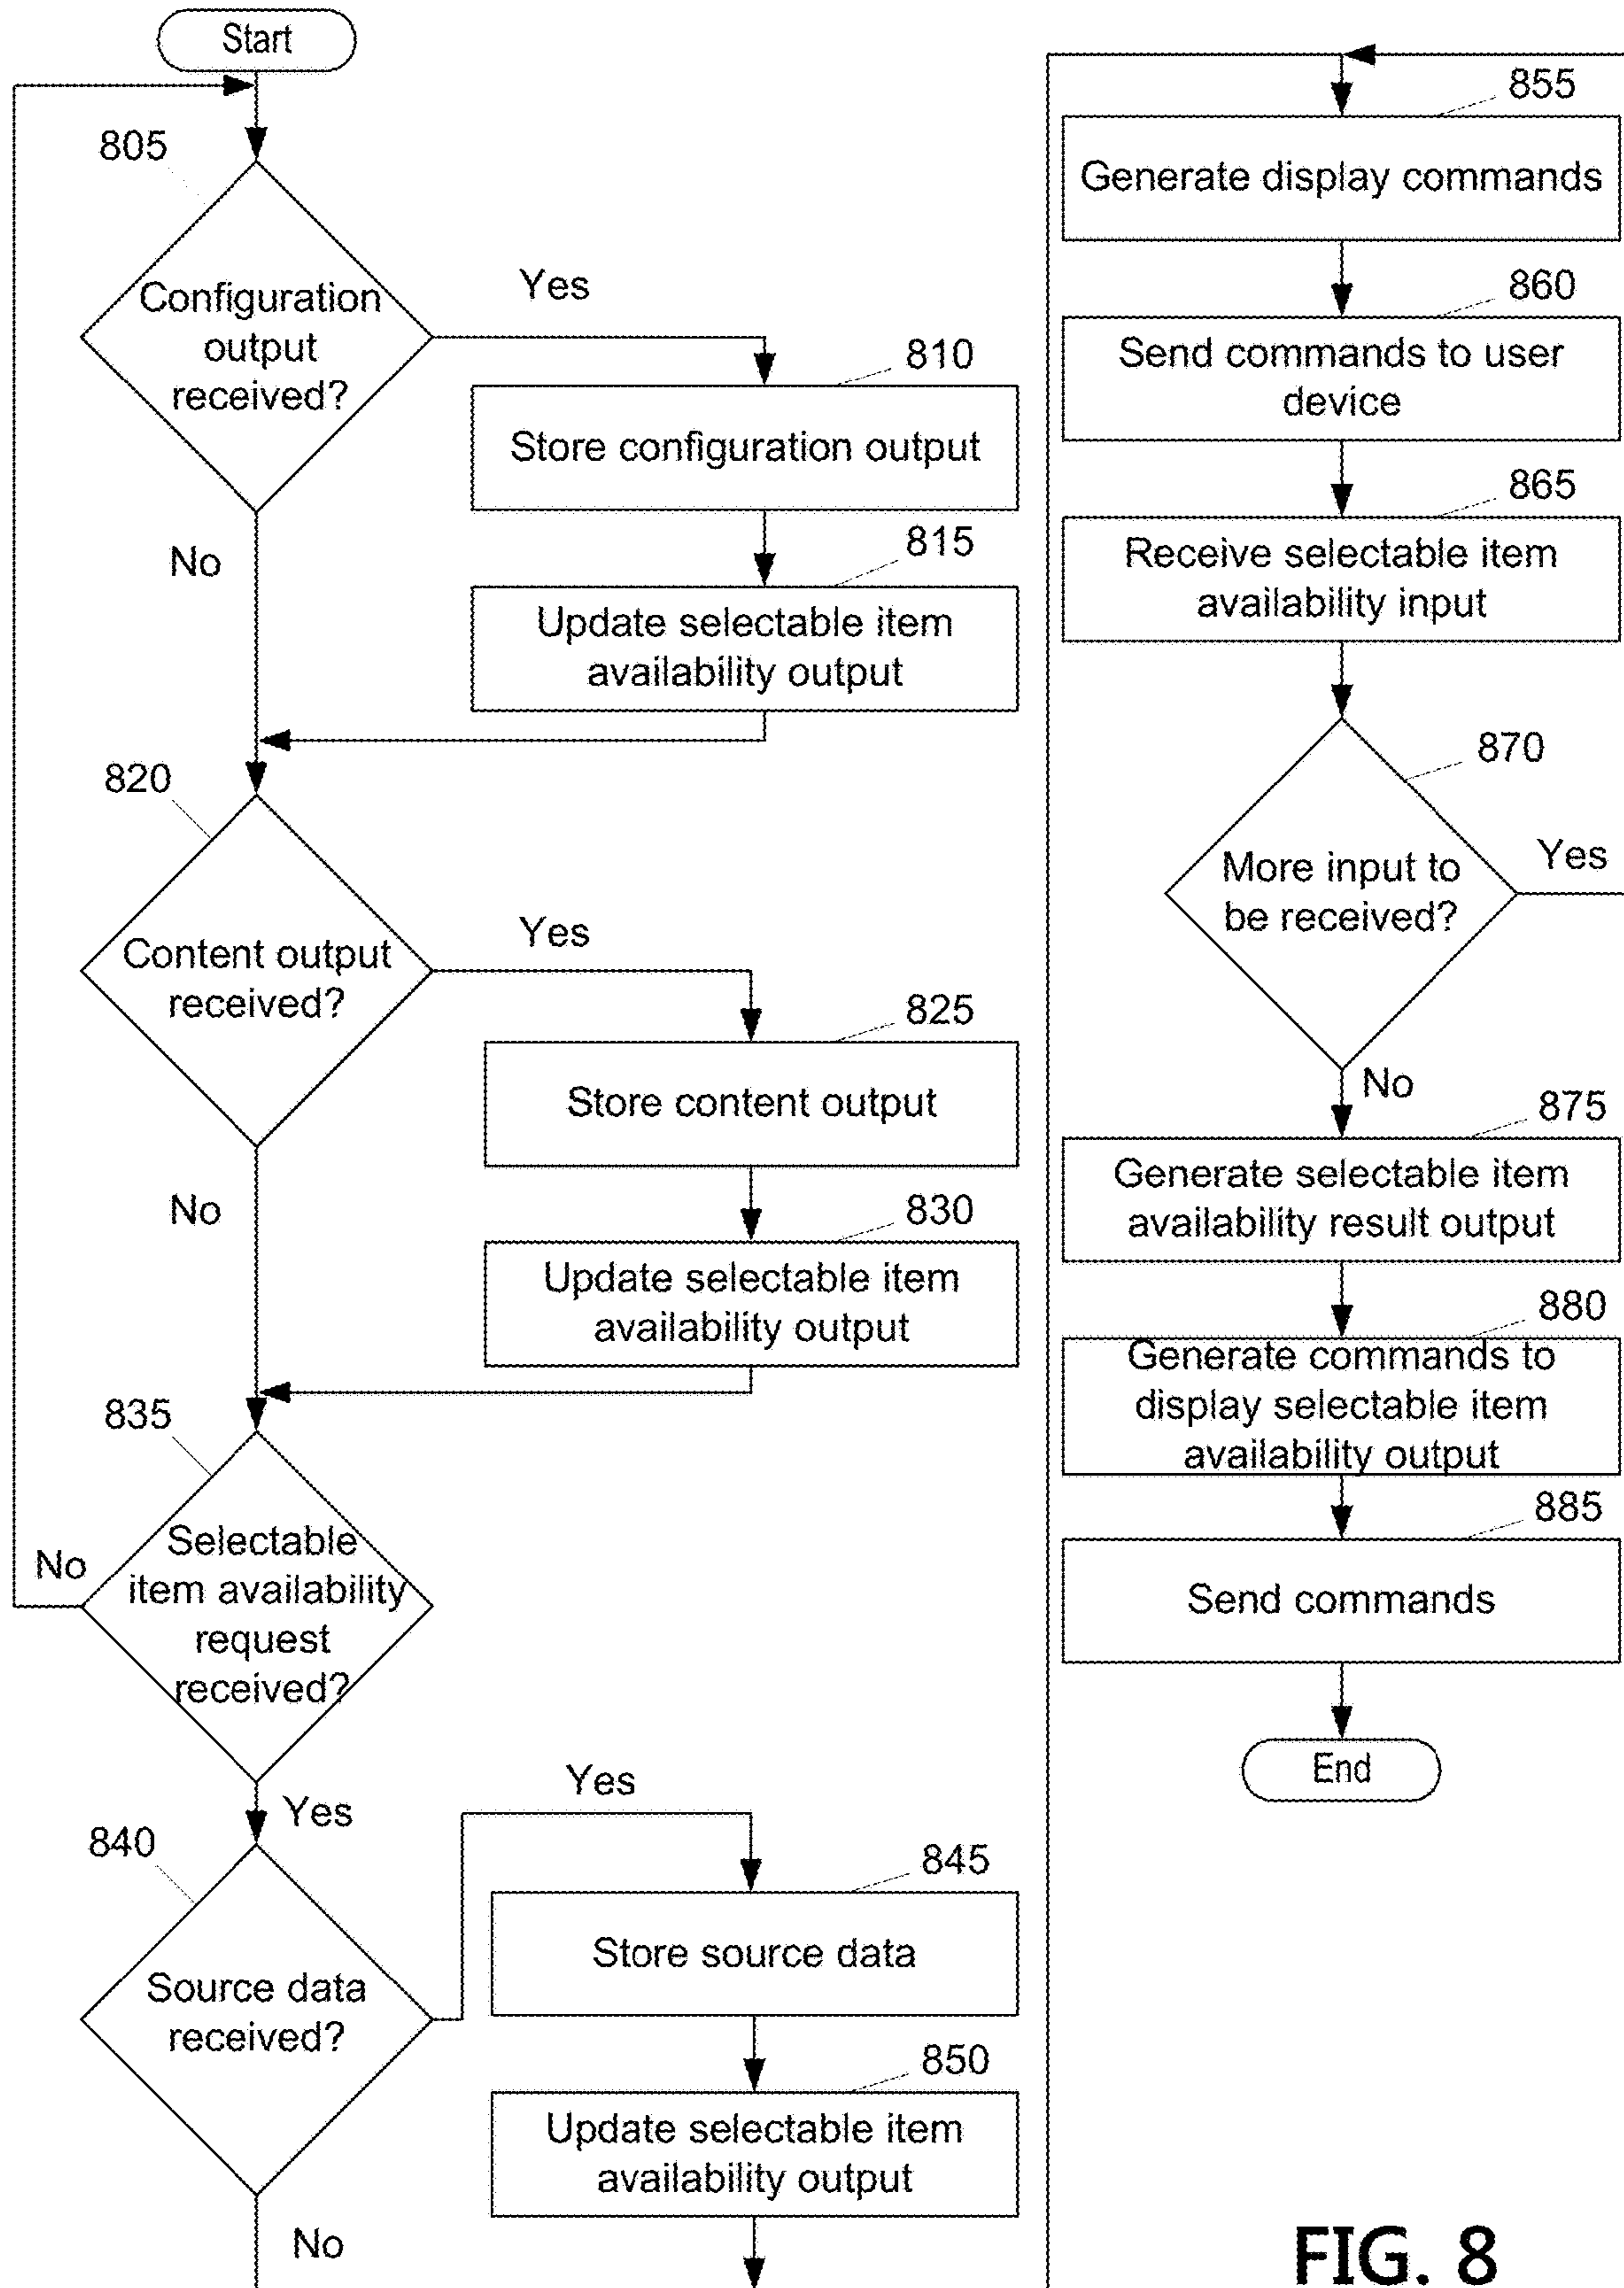 Start
805
Configuration
output
received?
Yes
No
810
Store configuration output
815
Update selectable item
availability output
820
Content output
received?
Yes
No
825
Store content output
830
Update selectable item
availability output
835
Selectable
item availability
request
received?
No
Yes
840
Source data
received?
Yes
No
845
Store source data
850
Update selectable item
availability output
855
Generate display commands
860
Send commands to user
device
865
Receive selectable item
availability input
870
More input to
be received?
Yes
No
875
Generate selectable item
availability result output
880
Generate commands to
display selectable item
availability output
885
Send commands
End
FIG. 8